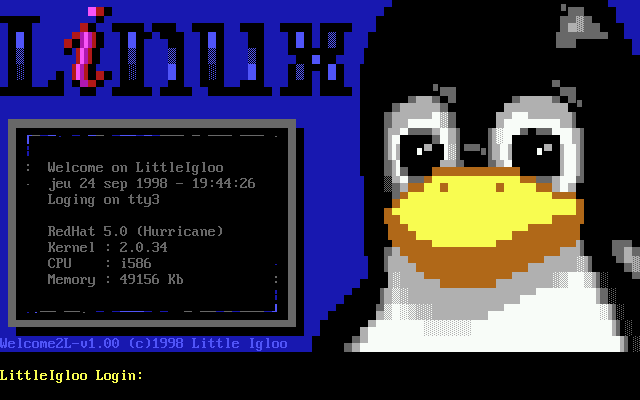 Linux
Welcome on LittleIgloo
jeu 24 sep 1998 - 19:44:26
Loging on tty3
RedHat 5.0 (Hurricane)
Kernel : 2.0.34
CPU    : i586
Memory : 49156 Kb
Welcome2L-v1.00 (c)1998 Little Igloo
LittleIgloo Login: